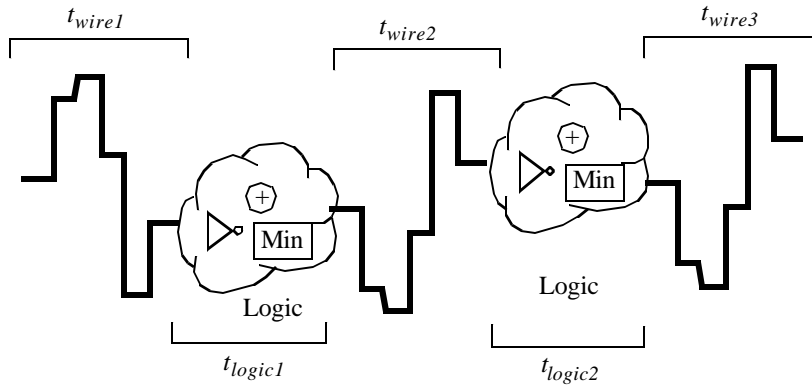 t_wire1
t_wire2
t_wire3
+
Min
Logic
+
Min
Logic
t_logic1
t_logic2